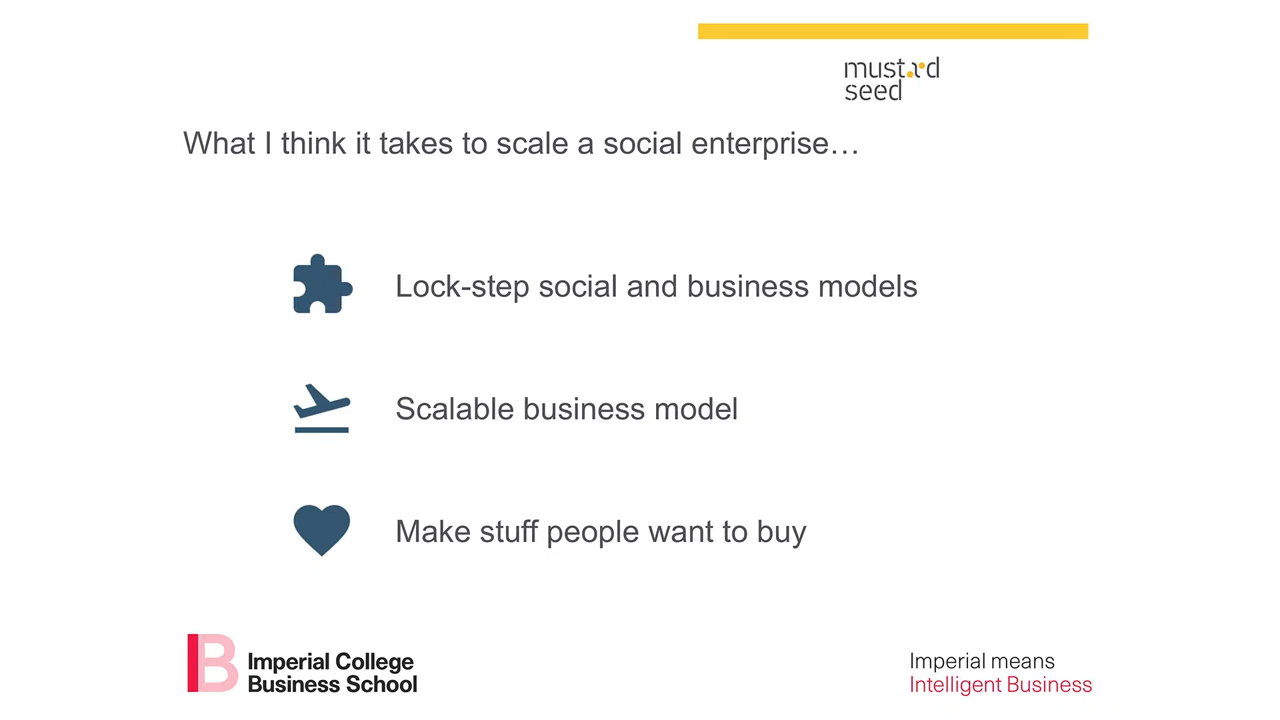 mustard
seed
What I think it takes to scale a social enterprise…
Lock-step social and business models
Scalable business model
Make stuff people want to buy
B
Imperial College
Business School
Imperial means
Intelligent Business